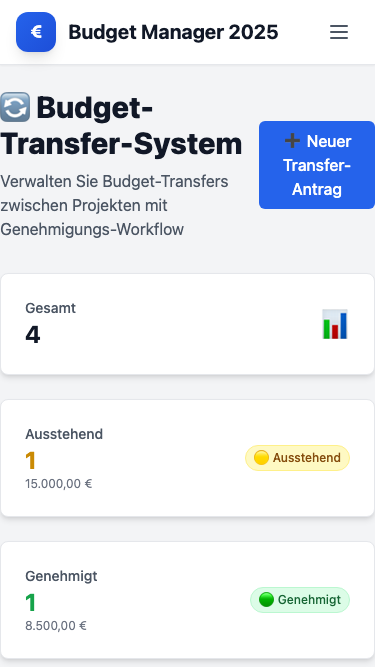 € Budget Manager 2025
🔄 Budget-
Transfer-System
Verwalten Sie Budget-Transfers
zwischen Projekten mit
Genehmigungs-Workflow
➕ Neuer
Transfer-
Antrag
Gesamt
4
Ausstehend
1
15.000,00 €
🟡 Ausstehend
Genehmigt
1
8.500,00 €
🟢 Genehmigt